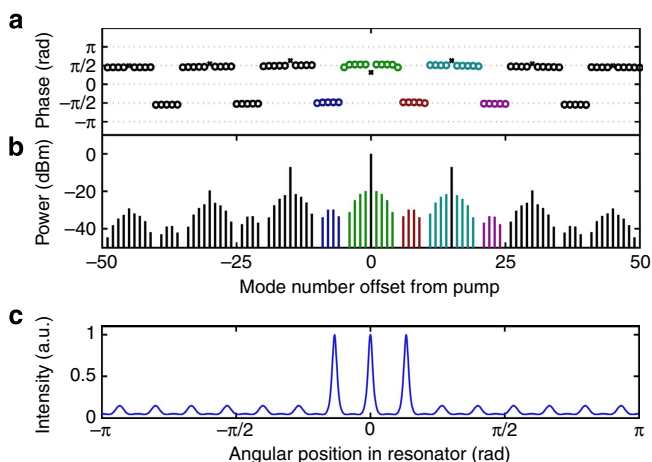 a
Phase (rad)
π
π/2
0
−π/2
−π
b
Power (dBm)
0
−20
−40
−50
−25
0
25
50
Mode number offset from pump
c
Intensity (a.u.)
1
0.5
0
−π
−π/2
0
π/2
π
Angular position in resonator (rad)